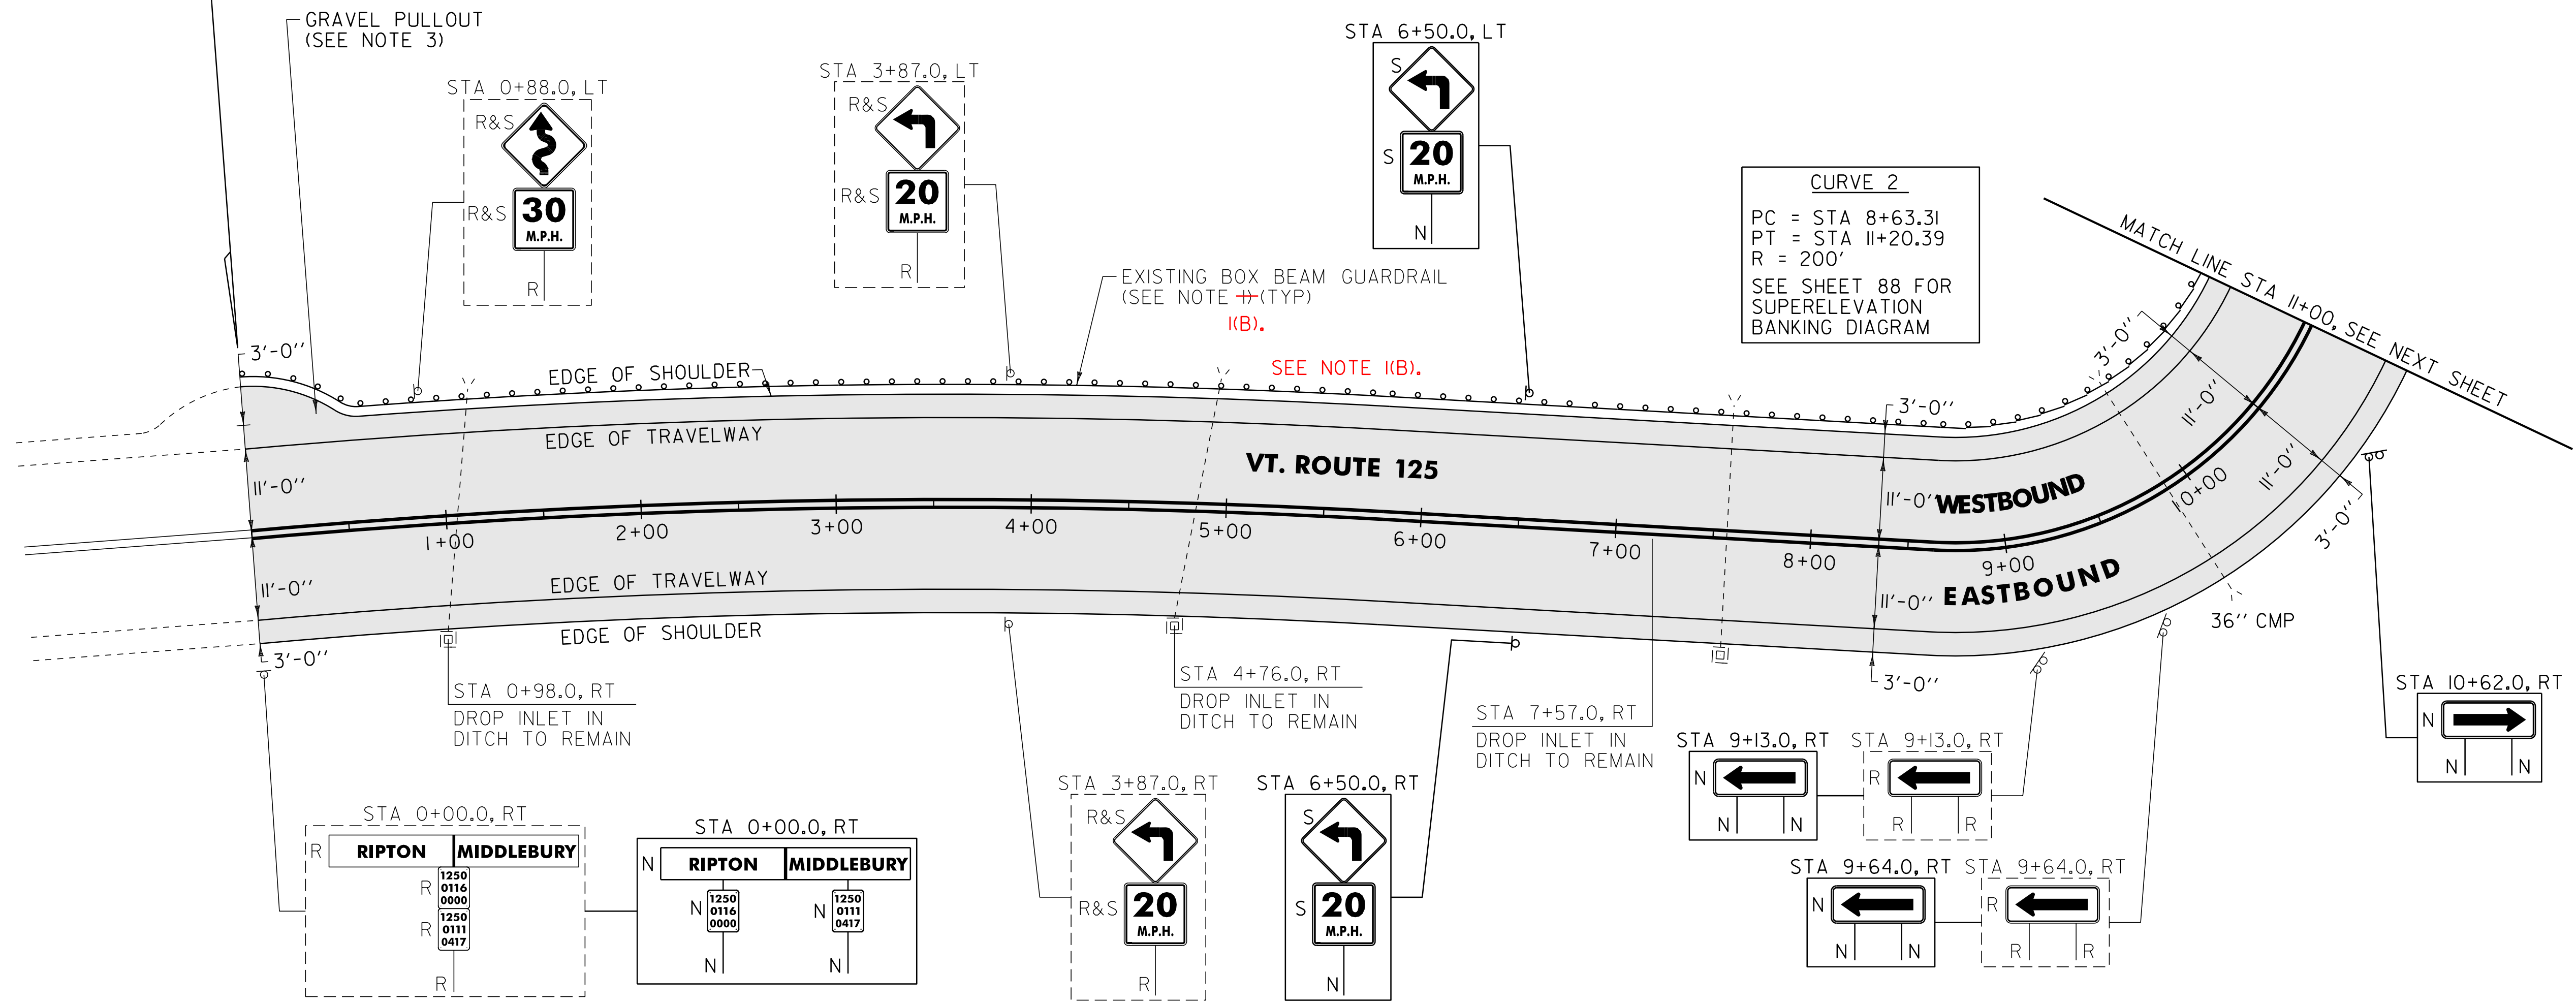 GRAVEL PULLOUT
(SEE NOTE 3)
STA 0+88.0, LT
R&S
R&S
30
M.P.H.
R
STA 3+87.0, LT
R&S
R&S
20
M.P.H.
R
STA 6+50.0, LT
S
S
20
M.P.H.
N
CURVE 2
PC = STA 8+63.31
PT = STA 11+20.39
R = 200'
SEE SHEET 88 FOR
SUPERELEVATION
BANKING DIAGRAM
MATCH LINE STA 11+00, SEE NEXT SHEET
EXISTING BOX BEAM GUARDRAIL
(SEE NOTE 1) (TYP)
1(B).
SEE NOTE 1(B).
3'-0"
EDGE OF SHOULDER
EDGE OF TRAVELWAY
11'-0"
VT. ROUTE 125
3'-0"
11'-0"
WESTBOUND
3'-0"
11'-0"
11'-0"
3'-0"
1+00
2+00
3+00
4+00
5+00
6+00
7+00
8+00
9+00
10+00
11'-0"
EDGE OF TRAVELWAY
EDGE OF SHOULDER
3'-0"
11'-0"
EASTBOUND
3'-0"
36" CMP
STA 0+98.0, RT
DROP INLET IN
DITCH TO REMAIN
STA 4+76.0, RT
DROP INLET IN
DITCH TO REMAIN
STA 7+57.0, RT
DROP INLET IN
DITCH TO REMAIN
STA 10+62.0, RT
N
N N
STA 9+13.0, RT
N
N N
STA 9+13.0, RT
R
R R
STA 9+64.0, RT
N
N N
STA 9+64.0, RT
R
R R
STA 0+00.0, RT
R RIPTON MIDDLEBURY
R
1250
0116
0000
R
1250
0111
0417
R
STA 0+00.0, RT
N RIPTON MIDDLEBURY
N
1250
0116
0000
N
N
1250
0111
0417
N
STA 3+87.0, RT
R&S
R&S
20
M.P.H.
R
STA 6+50.0, RT
S
S
20
M.P.H.
N